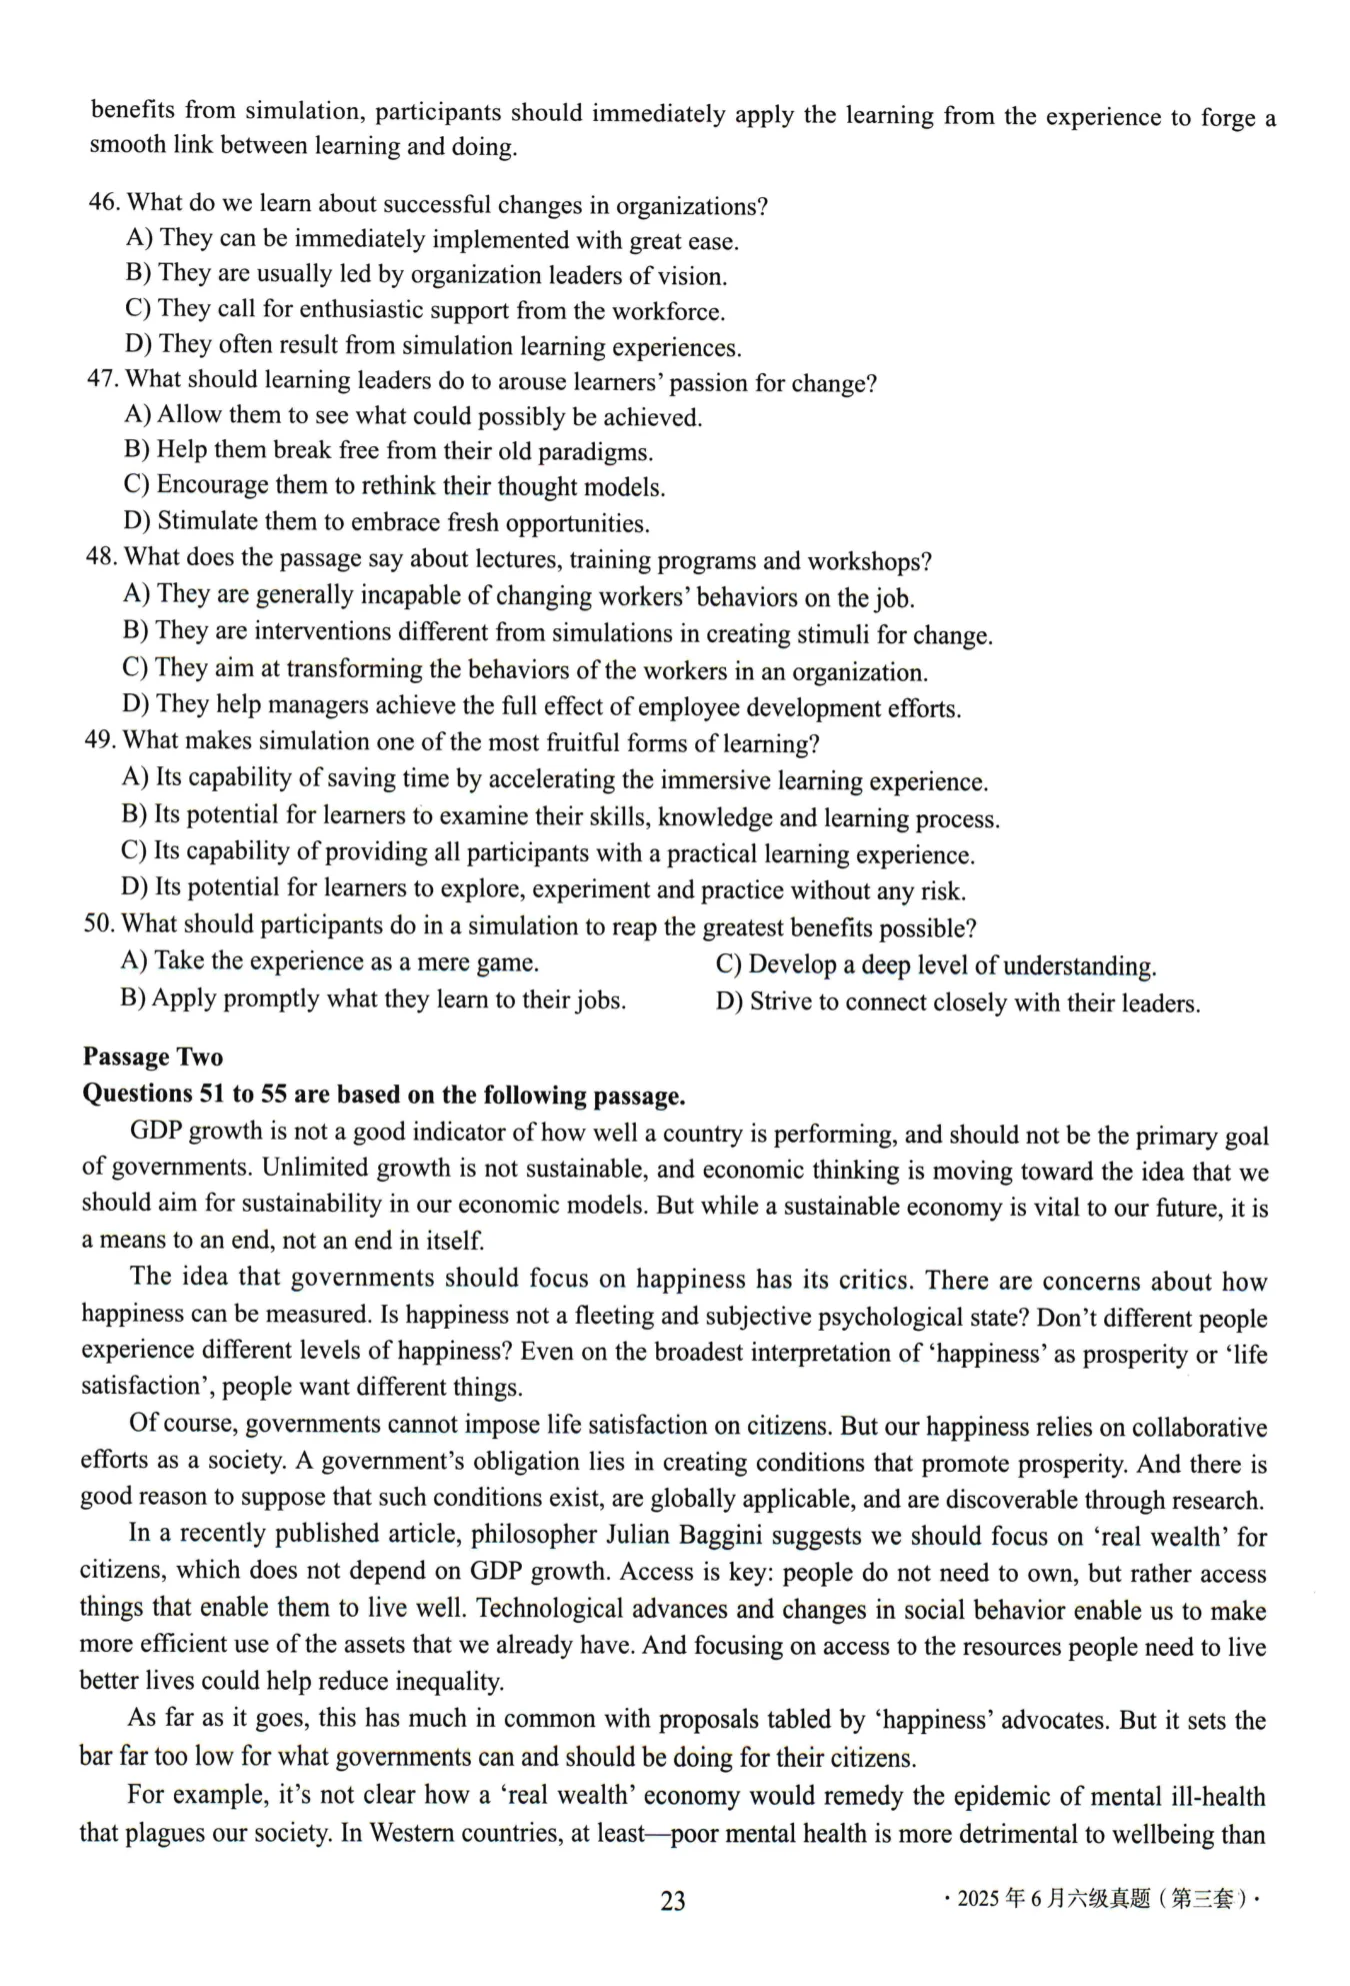 benefits from simulation, participants should immediately apply the learning from the experience to forge a
smooth link between learning and doing.
46. What do we learn about successful changes in organizations?
A) They can be immediately implemented with great ease.
B) They are usually led by organization leaders of vision.
C) They call for enthusiastic support from the workforce.
D) They often result from simulation learning experiences.
47. What should learning leaders do to arouse learners' passion for change?
A) Allow them to see what could possibly be achieved.
B) Help them break free from their old paradigms.
C) Encourage them to rethink their thought models.
D) Stimulate them to embrace fresh opportunities.
48. What does the passage say about lectures, training programs and workshops?
A) They are generally incapable of changing workers' behaviors on the job.
B) They are interventions different from simulations in creating stimuli for change.
C) They aim at transforming the behaviors of the workers in an organization.
D) They help managers achieve the full effect of employee development efforts.
49. What makes simulation one of the most fruitful forms of learning?
A) Its capability of saving time by accelerating the immersive learning experience.
B) Its potential for learners to examine their skills, knowledge and learning process.
C) Its capability of providing all participants with a practical learning experience.
D) Its potential for learners to explore, experiment and practice without any risk.
50. What should participants do in a simulation to reap the greatest benefits possible?
A) Take the experience as a mere game. C) Develop a deep level of understanding.
B) Apply promptly what they learn to their jobs. D) Strive to connect closely with their leaders.
Passage Two
Questions 51 to 55 are based on the following passage.
GDP growth is not a good indicator of how well a country is performing, and should not be the primary goal
of governments. Unlimited growth is not sustainable, and economic thinking is moving toward the idea that we
should aim for sustainability in our economic models. But while a sustainable economy is vital to our future, it is
a means to an end, not an end in itself.
The idea that governments should focus on happiness has its critics. There are concerns about how
happiness can be measured. Is happiness not a fleeting and subjective psychological state? Don't different people
experience different levels of happiness? Even on the broadest interpretation of 'happiness' as prosperity or 'life
satisfaction', people want different things.
Of course, governments cannot impose life satisfaction on citizens. But our happiness relies on collaborative
efforts as a society. A government's obligation lies in creating conditions that promote prosperity. And there is
good reason to suppose that such conditions exist, are globally applicable, and are discoverable through research.
In a recently published article, philosopher Julian Baggini suggests we should focus on 'real wealth' for
citizens, which does not depend on GDP growth. Access is key: people do not need to own, but rather access
things that enable them to live well. Technological advances and changes in social behavior enable us to make
more efficient use of the assets that we already have. And focusing on access to the resources people need to live
better lives could help reduce inequality.
As far as it goes, this has much in common with proposals tabled by 'happiness' advocates. But it sets the
bar far too low for what governments can and should be doing for their citizens.
For example, it's not clear how a 'real wealth' economy would remedy the epidemic of mental ill-health
that plagues our society. In Western countries, at least—poor mental health is more detrimental to wellbeing than
23
· 2025 年 6 月六级真题（第三套）·